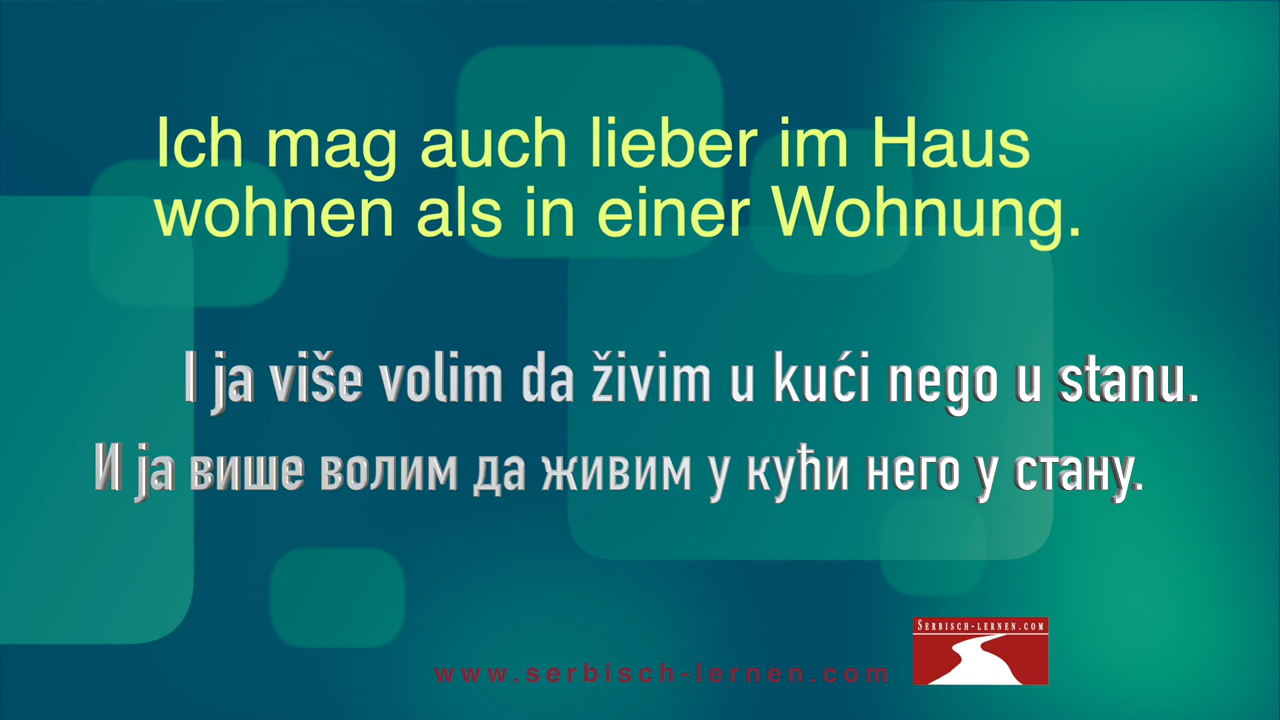 Ich mag auch lieber im Haus
wohnen als in einer Wohnung.
I ja više volim da živim u kući nego u stanu.
И ја више волим да живим у кући него у стану.
SERBISCH-LERNEN.COM
www.serbisch-lernen.com